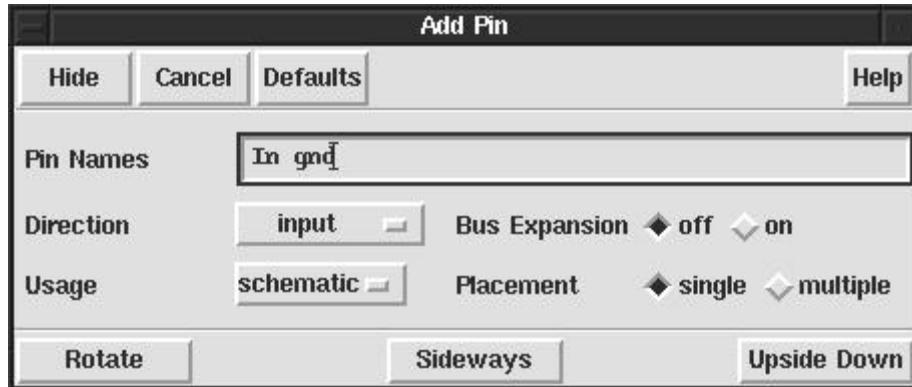 Add Pin
Hide Cancel Defaults Help
Pin Names In gnd
Direction input Bus Expansion off on
Usage schematic Placement single multiple
Rotate Sideways Upside Down